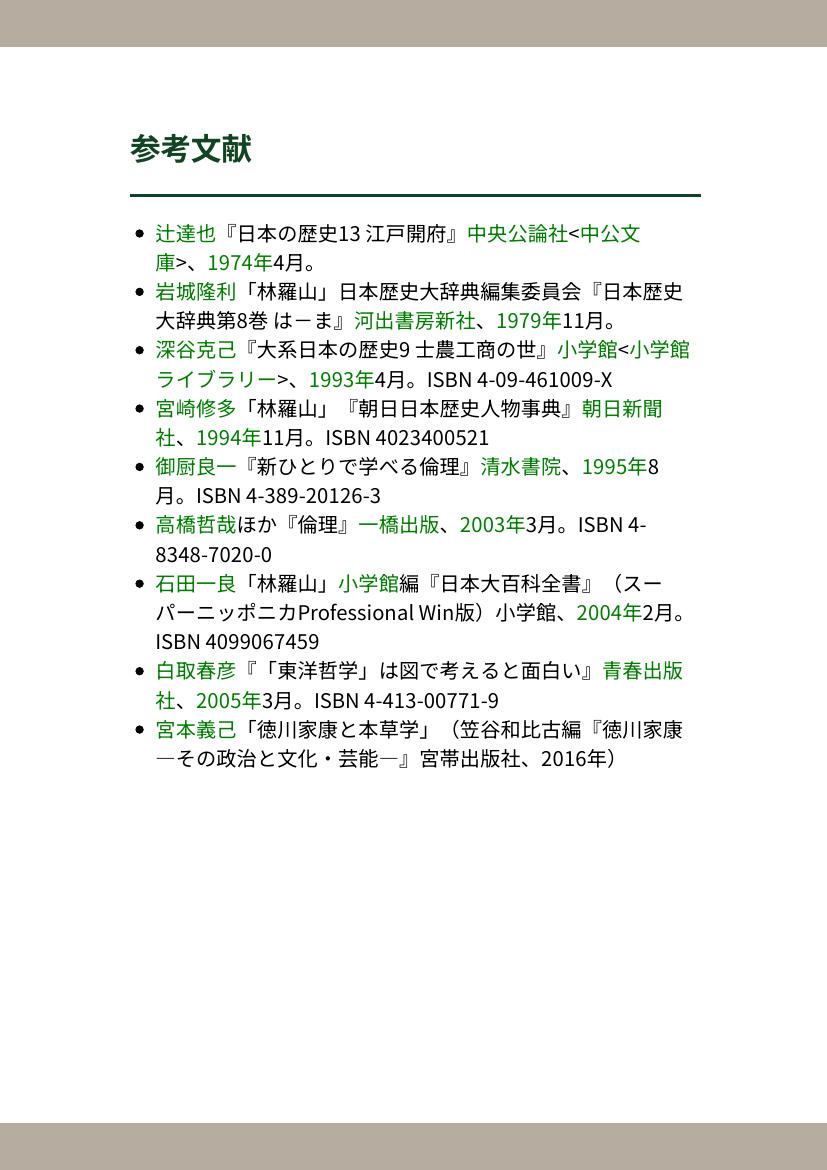 参考文献
辻達也『日本の歴史13 江戸開府』中央公論社<中公文
庫>、1974年4月。
岩城隆利「林羅山」日本歴史大辞典編集委員会『日本歴史
大辞典第8巻 は－ま』河出書房新社、1979年11月。
深谷克己『大系日本の歴史9 士農工商の世』小学館<小学館
ライブラリー>、1993年4月。ISBN 4-09-461009-X
宮崎修多「林羅山」『朝日日本歴史人物事典』朝日新聞
社、1994年11月。ISBN 4023400521
御厨良一『新ひとりで学べる倫理』清水書院、1995年8
月。ISBN 4-389-20126-3
高橋哲哉ほか『倫理』一橋出版、2003年3月。ISBN 4-
8348-7020-0
石田一良「林羅山」小学館編『日本大百科全書』（スー
パーニッポニカProfessional Win版）小学館、2004年2月。
ISBN 4099067459
白取春彦『「東洋哲学」は図で考えると面白い』青春出版
社、2005年3月。ISBN 4-413-00771-9
宮本義己「徳川家康と本草学」（笠谷和比古編『徳川家康
―その政治と文化・芸能―』宮帯出版社、2016年）